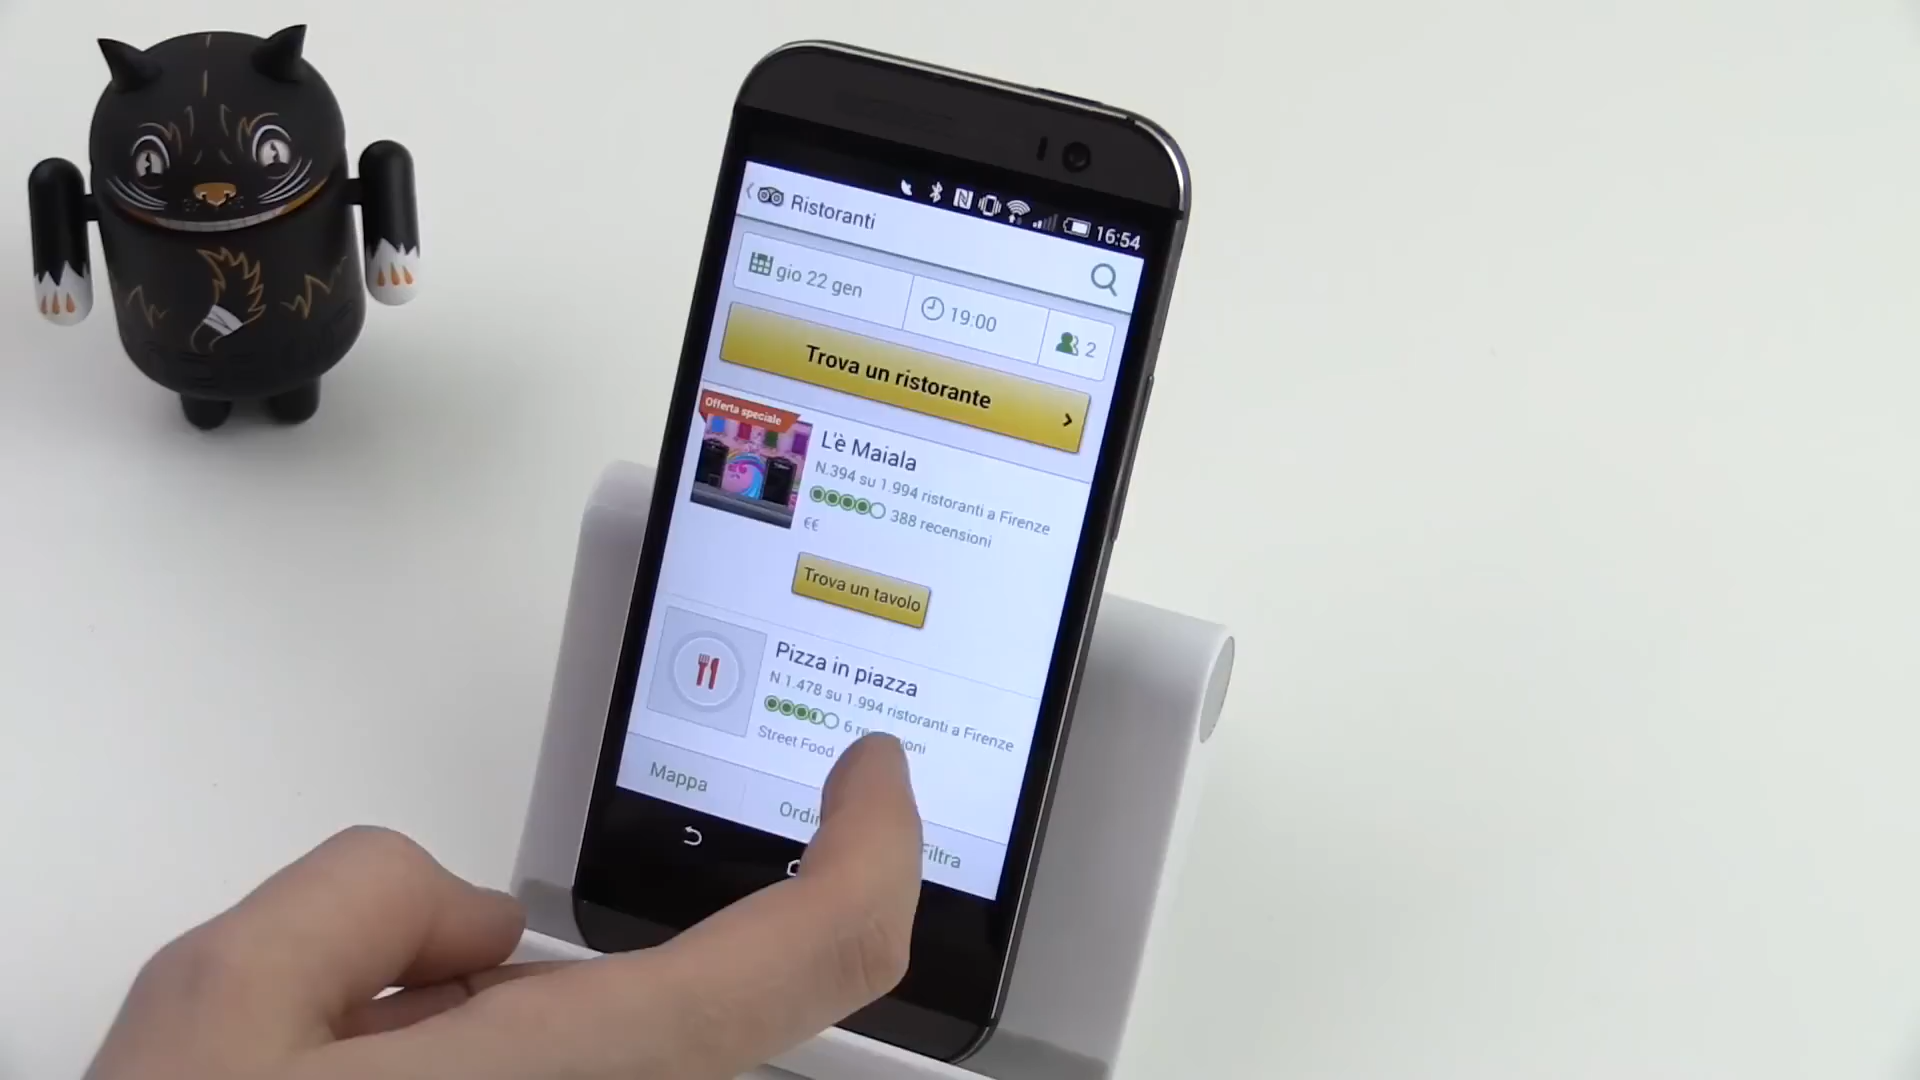 16:54
Ristoranti
gio 22 gen
19:00
2
Trova un ristorante
Offerta speciale
L'è Maiala
N.394 su 1.994 ristoranti a Firenze
388 recensioni
€€
Trova un tavolo
Pizza in piazza
N 1.478 su 1.994 ristoranti a Firenze
6
Street Food
Mappa
Filtra